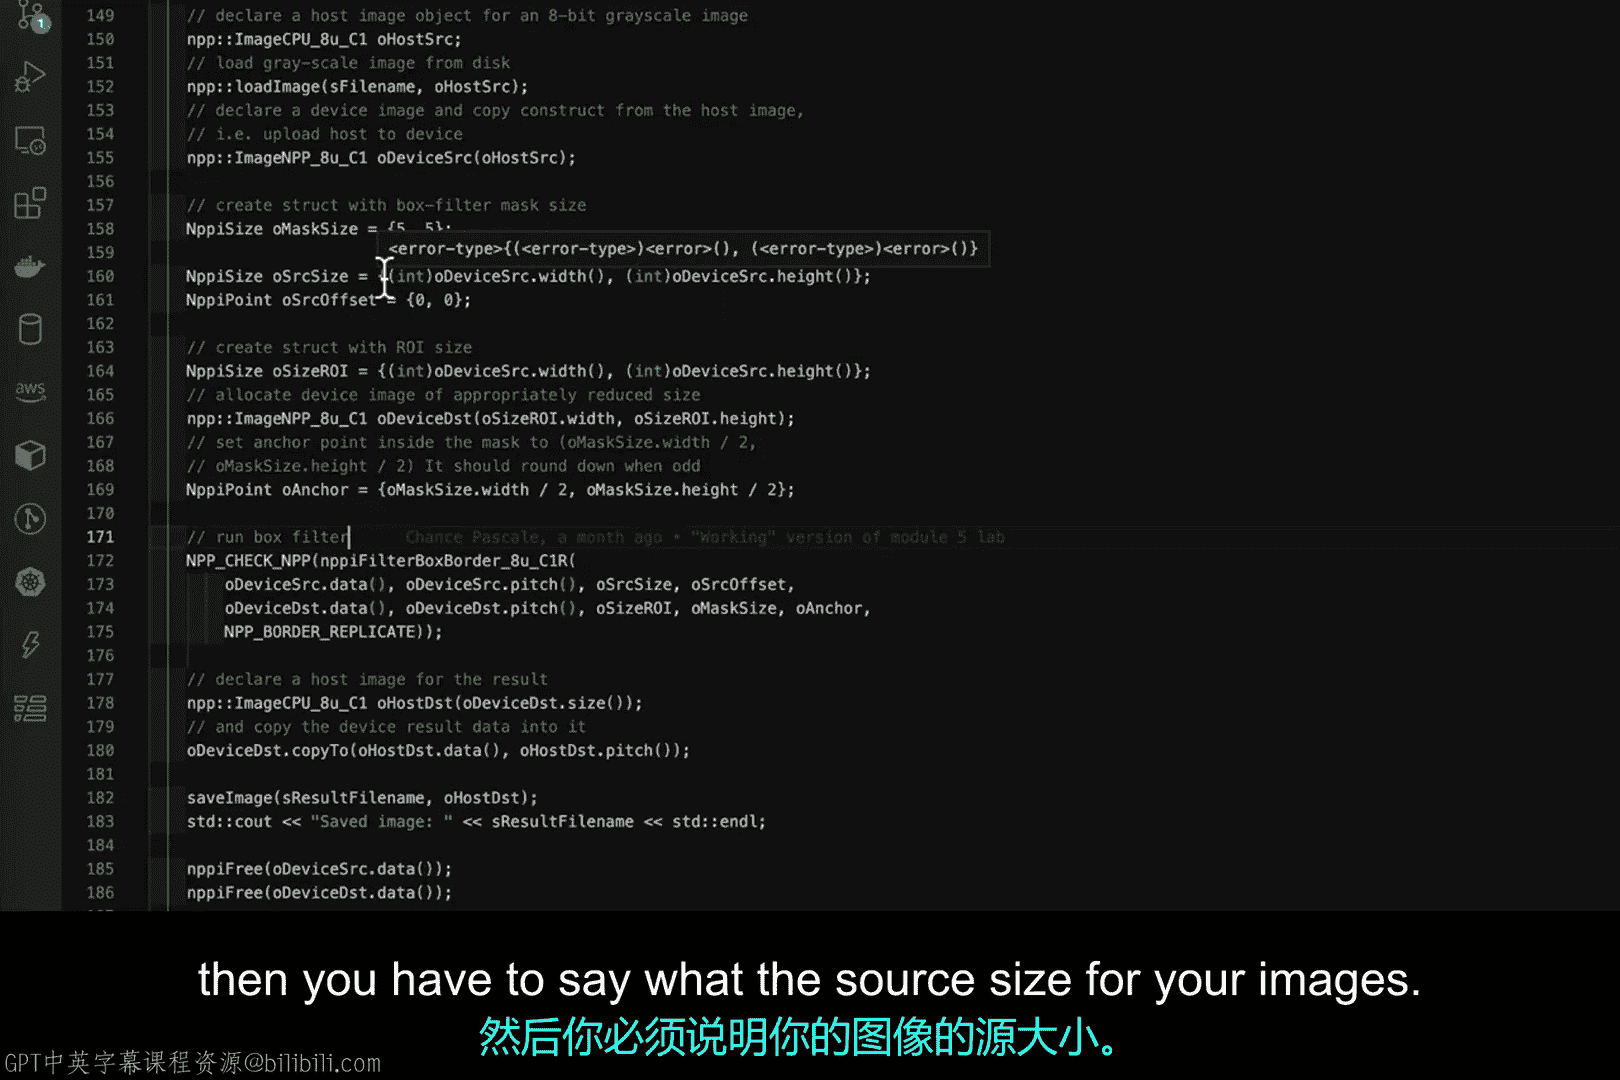 149 // declare a host image object for an 8-bit grayscale image
150 npp::ImageCPU_8u_C1 oHostSrc;
151 // load gray-scale image from disk
152 npp::loadImage(sFilename, oHostSrc);
153 // declare a device image and copy construct from the host image,
154 // i.e. upload host to device
155 npp::ImageNPP_8u_C1 oDeviceSrc(oHostSrc);
156
157 // create struct with box-filter mask size
158 NppiSize oMaskSize = {5, 5};
<error-type>{(<error-type>)<error>(), (<error-type>)<error>()}
159
160 NppiSize oSrcSize = {(int)oDeviceSrc.width(), (int)oDeviceSrc.height()};
161 NppiPoint oSrcOffset = {0, 0};
162
163 // create struct with ROI size
164 NppiSize oSizeROI = {(int)oDeviceSrc.width(), (int)oDeviceSrc.height()};
165 // allocate device image of appropriately reduced size
166 npp::ImageNPP_8u_C1 oDeviceDst(oSizeROI.width, oSizeROI.height);
167 // set anchor point inside the mask to (oMaskSize.width / 2,
168 // oMaskSize.height / 2) It should round down when odd
169 NppiPoint oAnchor = {oMaskSize.width / 2, oMaskSize.height / 2};
170
171 // run box filter Chance Pascale, a month ago • "Working" version of module 5 lab
172 NPP_CHECK_NPP(nppiFilterBoxBorder_8u_C1R(
173 oDeviceSrc.data(), oDeviceSrc.pitch(), oSrcSize, oSrcOffset,
174 oDeviceDst.data(), oDeviceDst.pitch(), oSizeROI, oMaskSize, oAnchor,
175 NPP_BORDER_REPLICATE));
176
177 // declare a host image for the result
178 npp::ImageCPU_8u_C1 oHostDst(oDeviceDst.size());
179 // and copy the device result data into it
180 oDeviceDst.copyTo(oHostDst.data(), oHostDst.pitch());
181
182 saveImage(sResultFilename, oHostDst);
183 std::cout << "Saved image: " << sResultFilename << std::endl;
184
185 nppiFree(oDeviceSrc.data());
186 nppiFree(oDeviceDst.data());
1
aws
then you have to say what the source size for your images.
然后你必须说明你的图像的源大小。
GPT中英字幕课程资源@bilibili.com